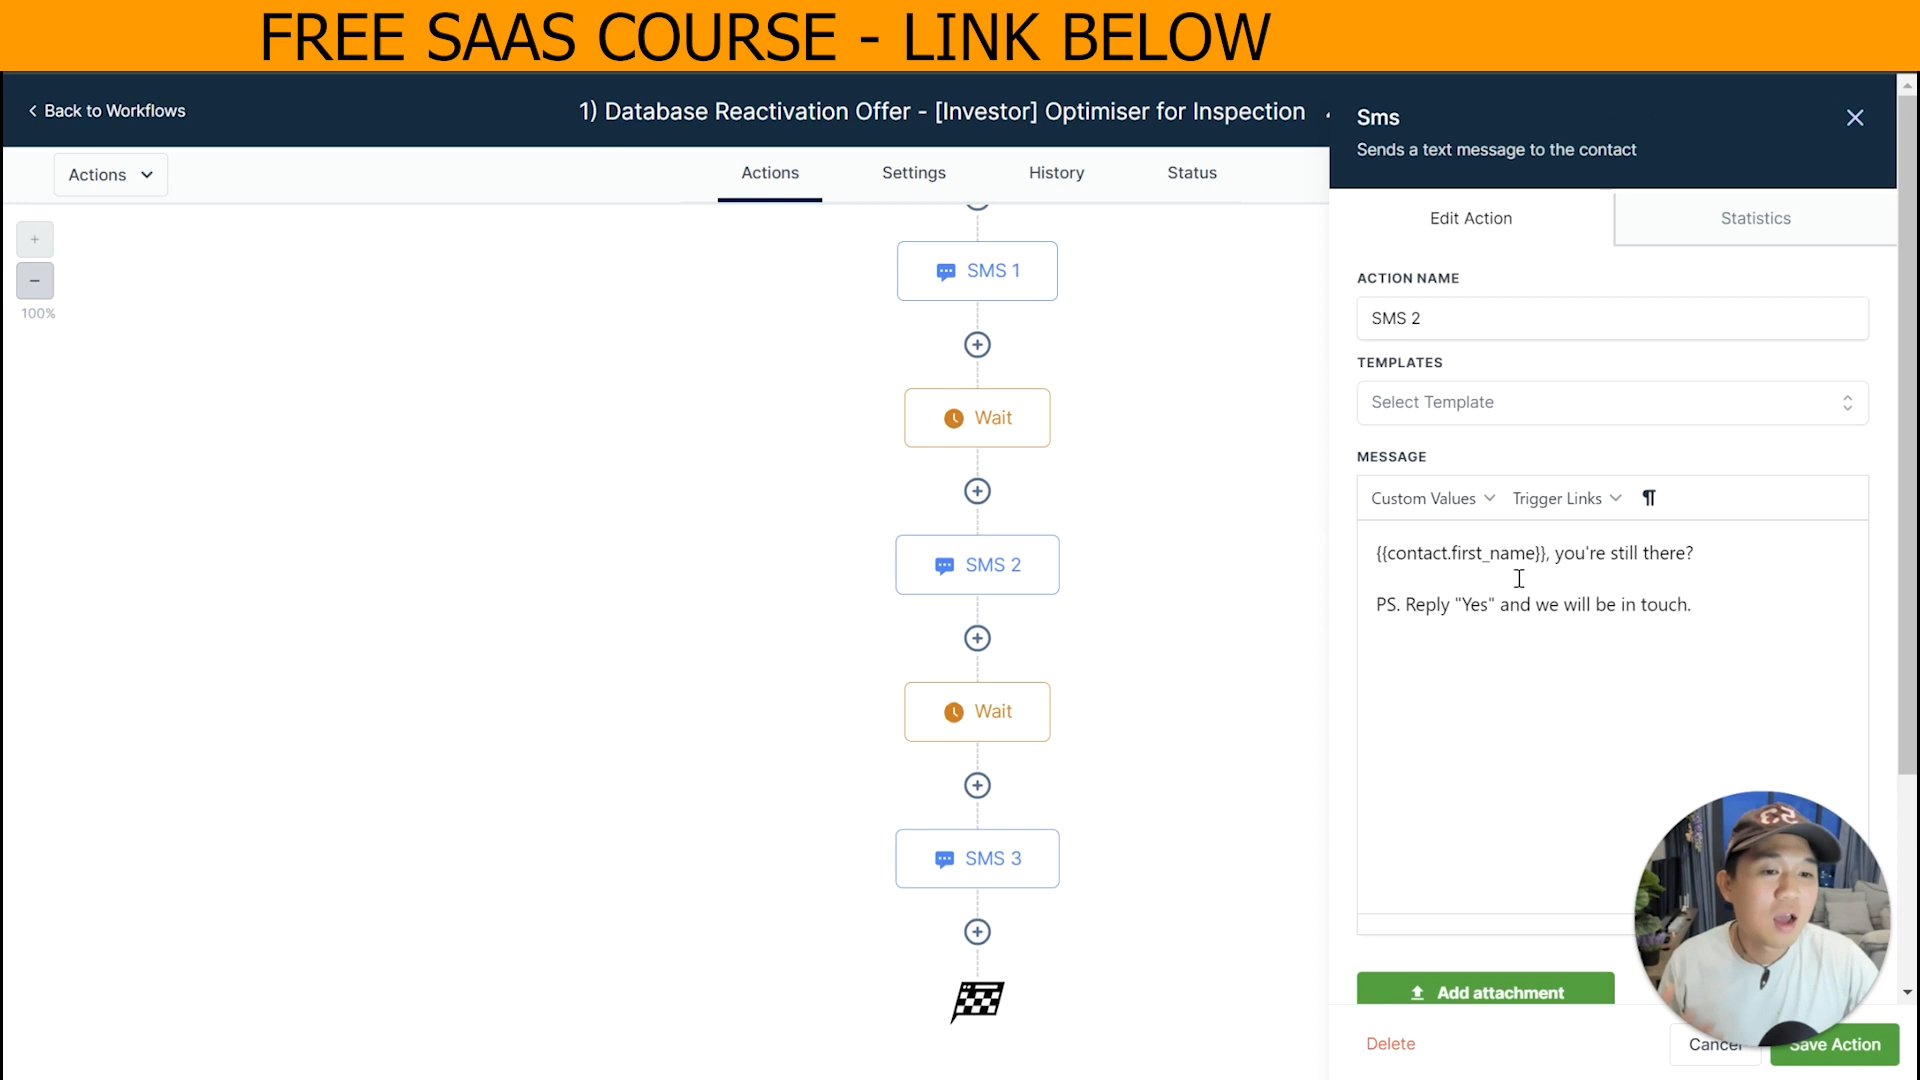 FREE SAAS COURSE - LINK BELOW
Back to Workflows
1) Database Reactivation Offer - [Investor] Optimiser for Inspection
Actions
Actions
Settings
History
Status
100%
SMS 1
Wait
SMS 2
Wait
SMS 3
Sms
Sends a text message to the contact
Edit Action
Statistics
ACTION NAME
SMS 2
TEMPLATES
Select Template
MESSAGE
Custom Values
Trigger Links
{{contact.first_name}}, you're still there?
PS. Reply "Yes" and we will be in touch.
Add attachment
Delete
Cancel
Save Action